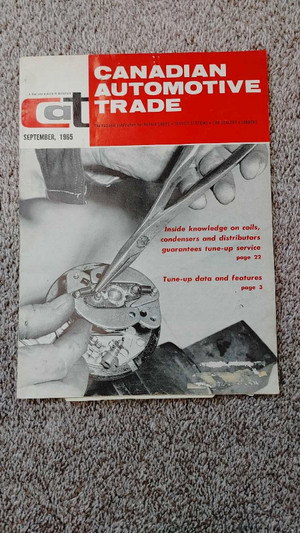 cat
CANADIAN
AUTOMOTIVE
TRADE
SEPTEMBER, 1965
Inside knowledge on coils,
condensers and distributors
guarantees tune-up service
page 22
Tune-up data and features
page 3